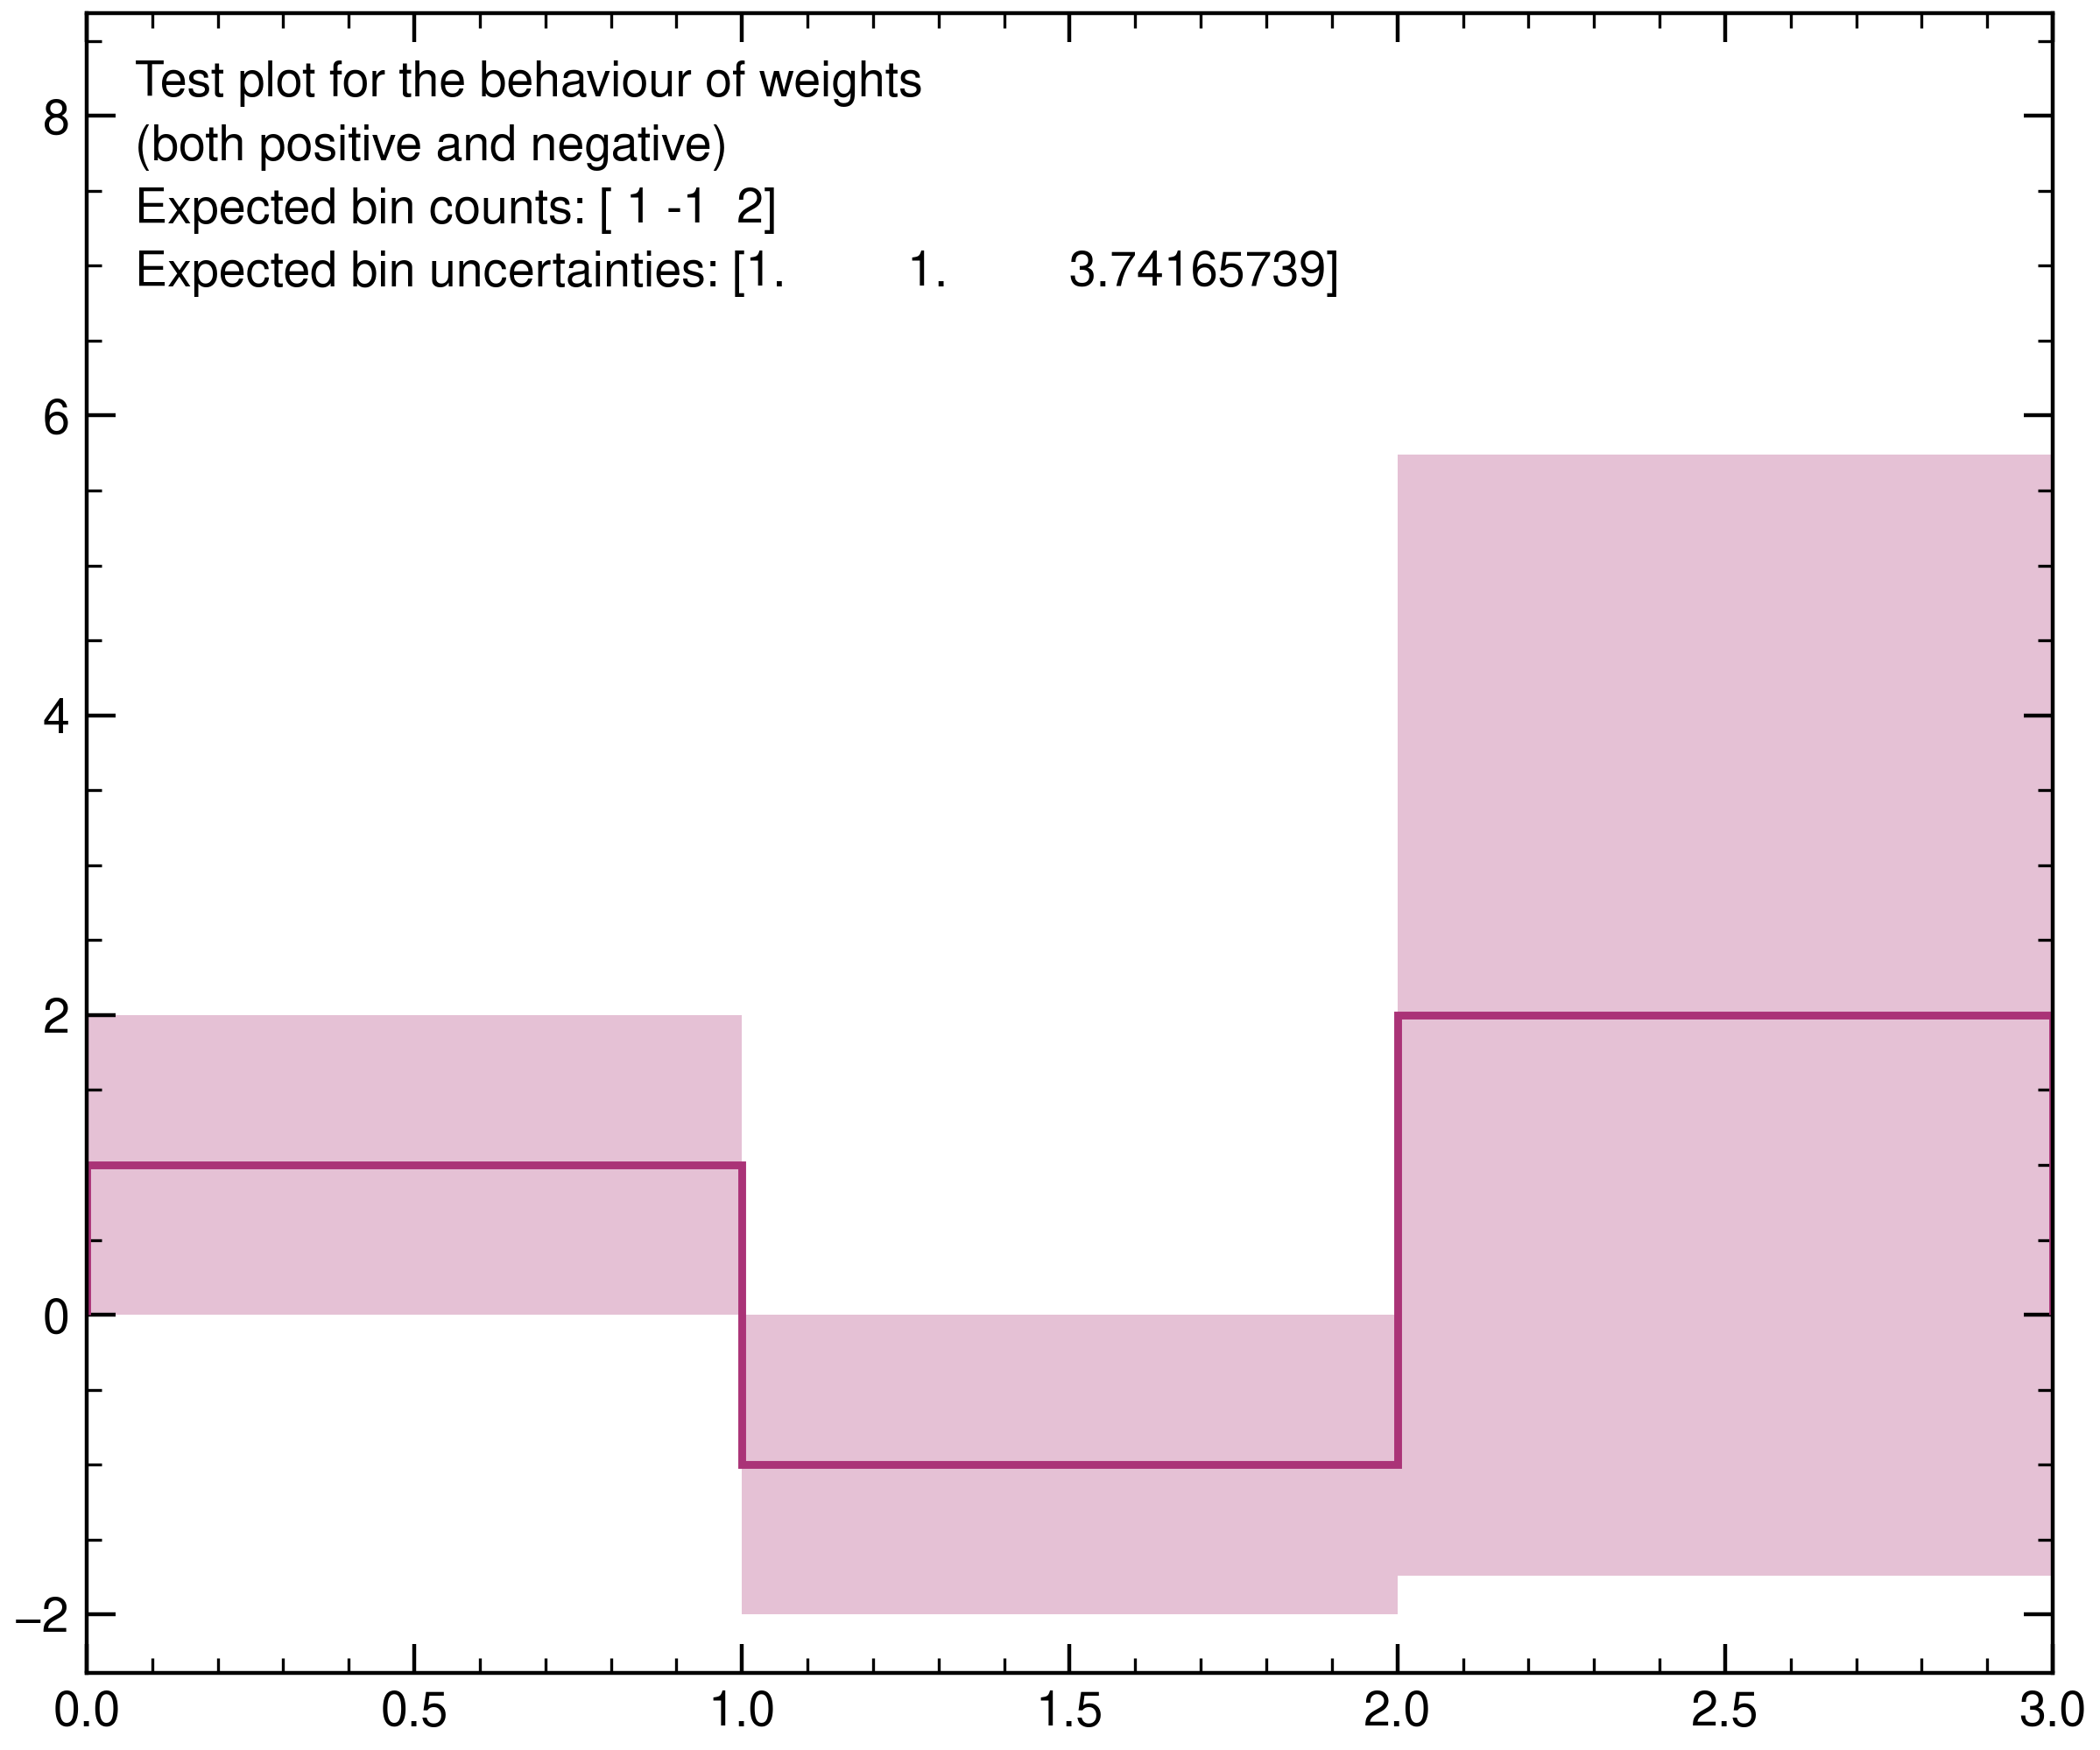 Test plot for the behaviour of weights
(both positive and negative)
Expected bin counts: [ 1 -1  2]
Expected bin uncertainties: [1.         1.         3.74165739]
8
6
4
2
0
−2
0.0 0.5 1.0 1.5 2.0 2.5 3.0